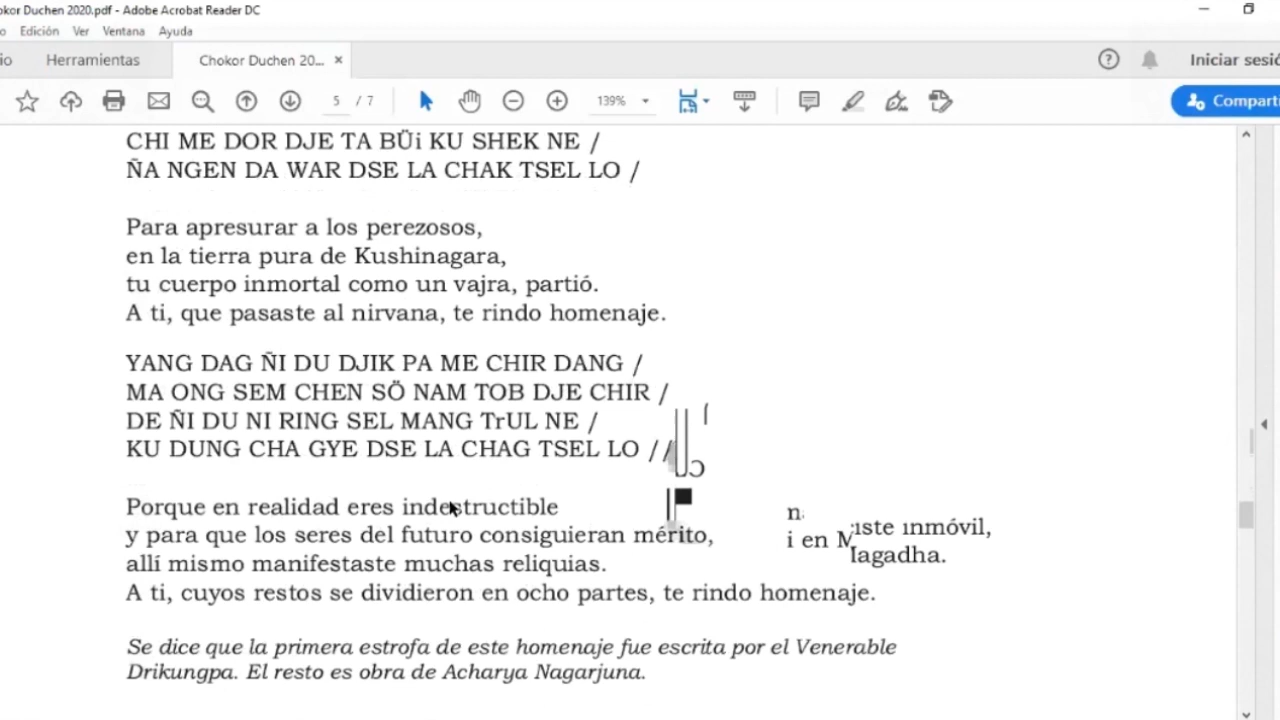 okor Duchen 2020.pdf - Adobe Acrobat Reader DC
o Edición Ver Ventana Ayuda
io Herramientas Chokor Duchen 20... × Iniciar sesió
5 / 7 139% Comparti
CHI ME DOR DJE TA BÜi KU SHEK NE /
ÑA NGEN DA WAR DSE LA CHAK TSEL LO /
Para apresurar a los perezosos,
en la tierra pura de Kushinagara,
tu cuerpo inmortal como un vajra, partió.
A ti, que pasaste al nirvana, te rindo homenaje.
YANG DAG ÑI DU DJIK PA ME CHIR DANG /
MA ONG SEM CHEN SÖ NAM TOB DJE CHIR /
DE ÑI DU NI RING SEL MANG TrUL NE /
KU DUNG CHA GYE DSE LA CHAG TSEL LO //
Porque en realidad eres indestructible
y para que los seres del futuro consiguieran mérito,
allí mismo manifestaste muchas reliquias.
A ti, cuyos restos se dividieron en ocho partes, te rindo homenaje.
inmóvil,
i en Magadha.
Se dice que la primera estrofa de este homenaje fue escrita por el Venerable
Drikungpa. El resto es obra de Acharya Nagarjuna.